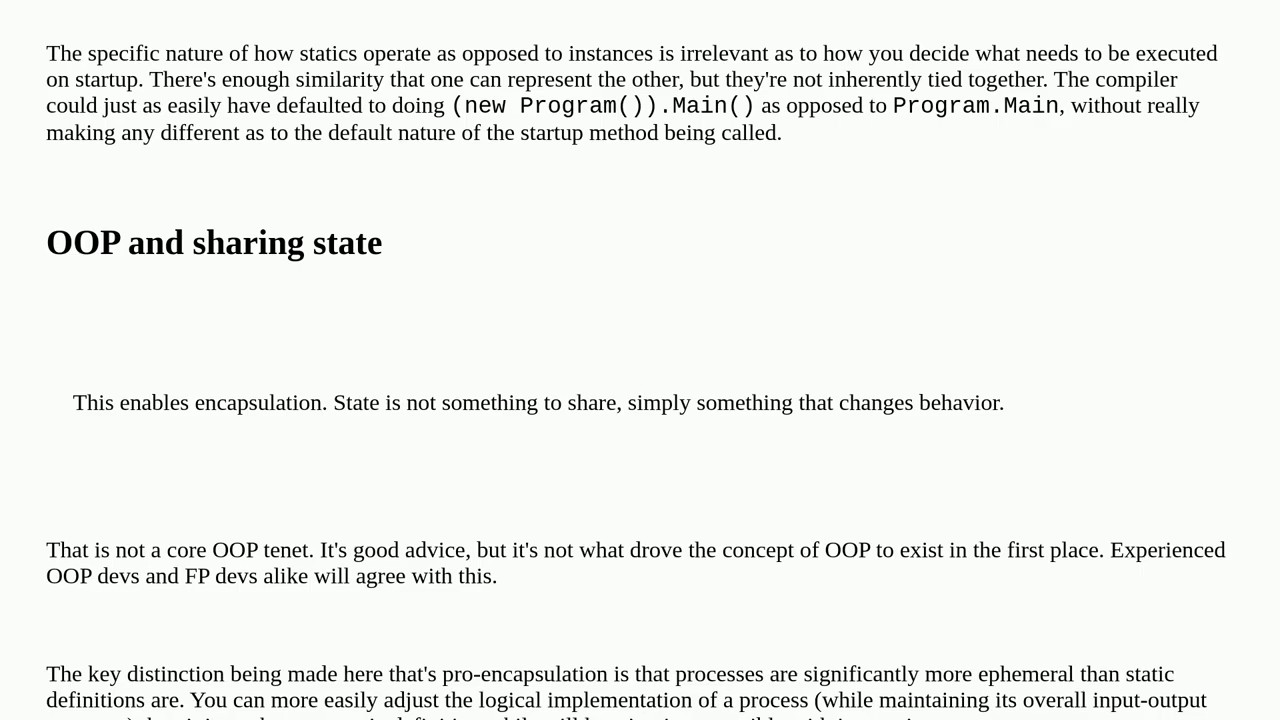 The specific nature of how statics operate as opposed to instances is irrelevant as to how you decide what needs to be executed
on startup. There's enough similarity that one can represent the other, but they're not inherently tied together. The compiler
could just as easily have defaulted to doing (new Program()).Main() as opposed to Program.Main, without really
making any different as to the default nature of the startup method being called.
OOP and sharing state
This enables encapsulation. State is not something to share, simply something that changes behavior.
That is not a core OOP tenet. It's good advice, but it's not what drove the concept of OOP to exist in the first place. Experienced
OOP devs and FP devs alike will agree with this.
The key distinction being made here that's pro-encapsulation is that processes are significantly more ephemeral than static
definitions are. You can more easily adjust the logical implementation of a process (while maintaining its overall input-output